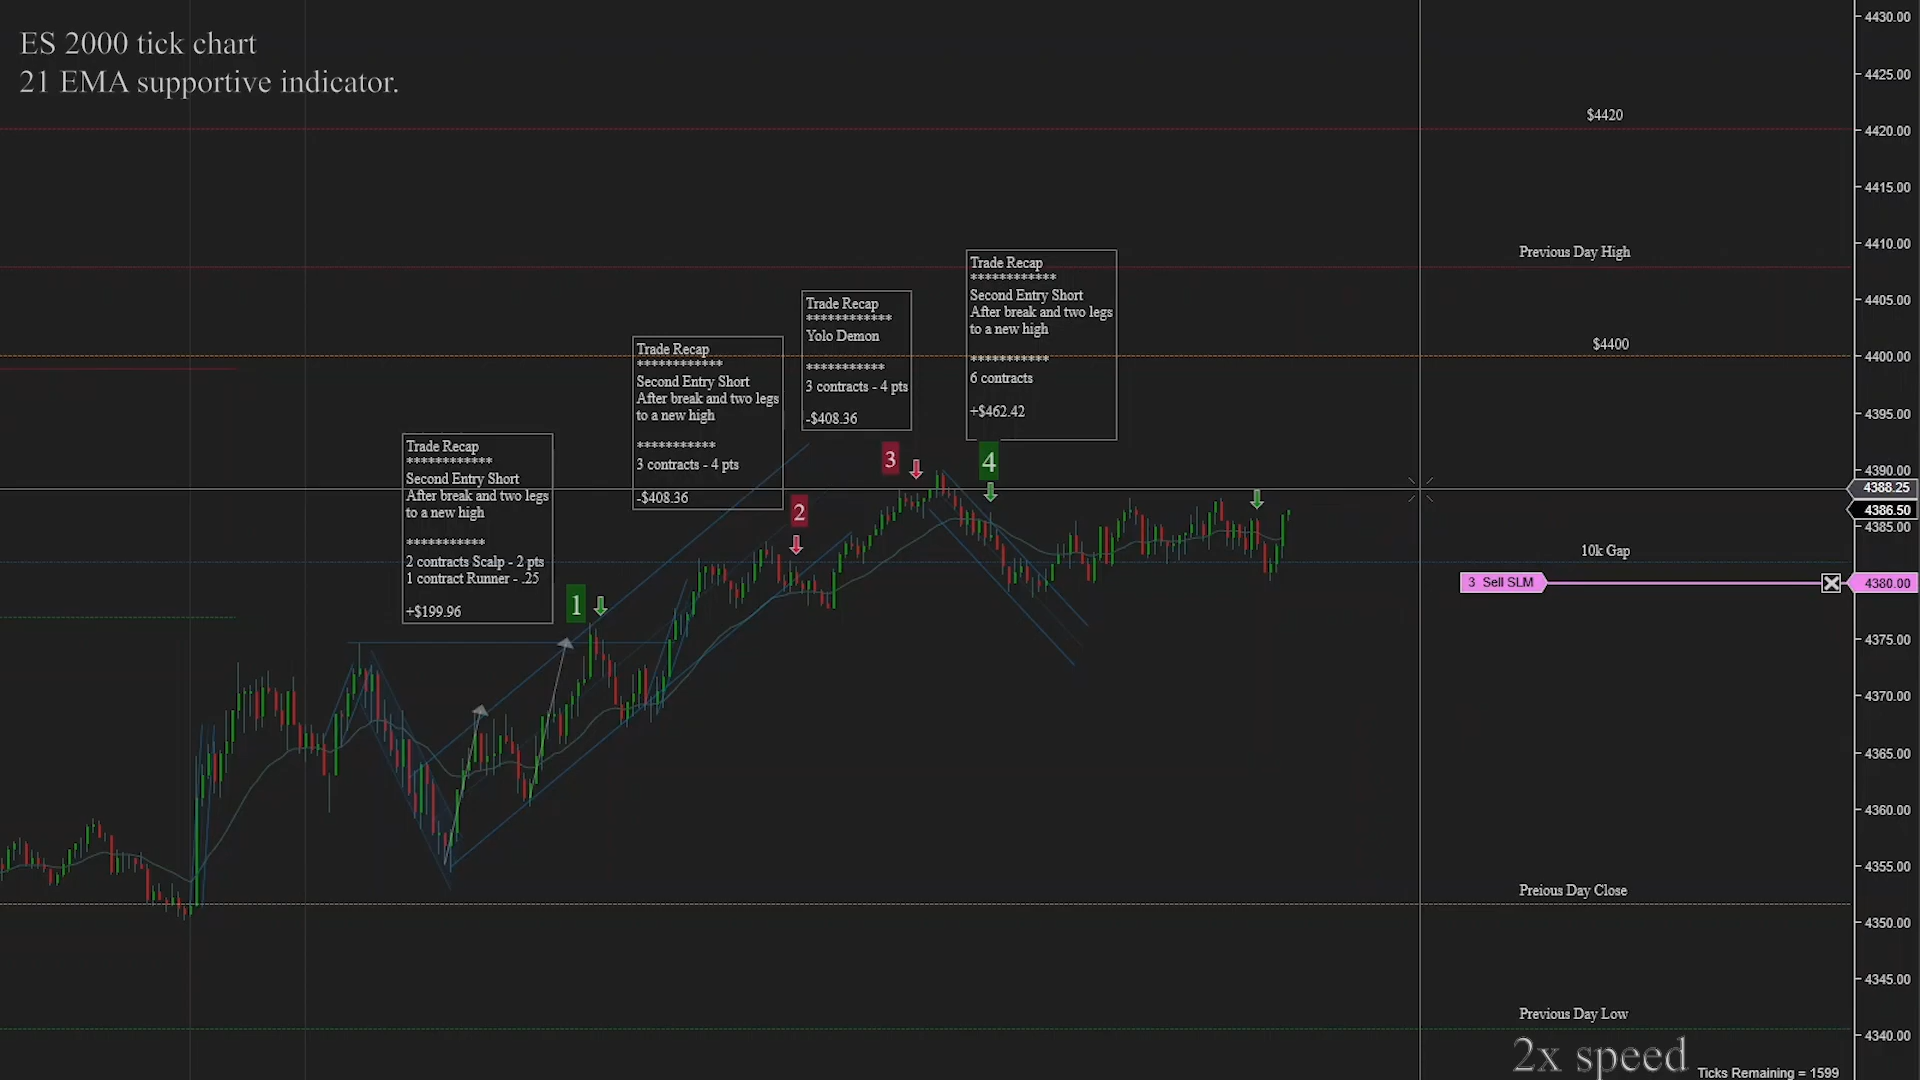 ES 2000 tick chart
21 EMA supportive indicator.
4430.00
4425.00
$4420
4420.00
4415.00
Previous Day High
4410.00
4405.00
$4400
4400.00
4395.00
4390.00
4388.25
4386.50
4385.00
10k Gap
3 Sell SLM
4380.00
4375.00
4370.00
4365.00
4360.00
4355.00
Preious Day Close
4350.00
4345.00
Previous Day Low
4340.00
2x speed
Ticks Remaining = 1599
Trade Recap
************
Second Entry Short
After break and two legs
to a new high
***********
2 contracts Scalp - 2 pts
1 contract Runner - .25
+$199.96
1
Trade Recap
************
Second Entry Short
After break and two legs
to a new high
***********
3 contracts - 4 pts
-$408.36
2
Trade Recap
************
Yolo Demon
***********
3 contracts - 4 pts
-$408.36
3
Trade Recap
************
Second Entry Short
After break and two legs
to a new high
***********
6 contracts
+$462.42
4